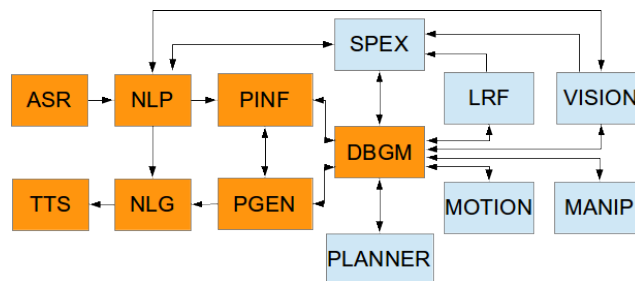 SPEX
ASR
NLP
PINF
LRF
VISION
DBGM
TTS
NLG
PGEN
MOTION
MANIP
PLANNER